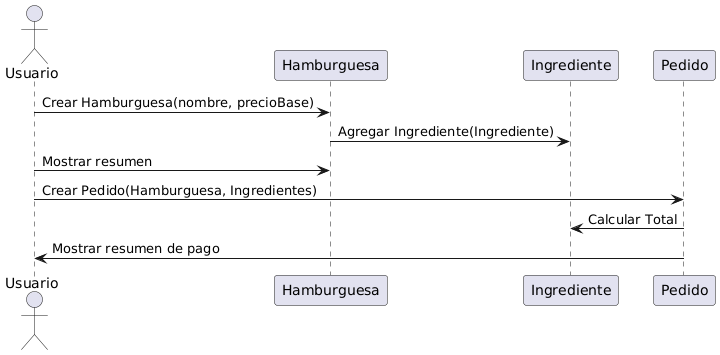 Usuario
Hamburguesa
Ingrediente
Pedido
Crear Hamburguesa(nombre, precioBase)
Agregar Ingrediente(Ingrediente)
Mostrar resumen
Crear Pedido(Hamburguesa, Ingredientes)
Calcular Total
Mostrar resumen de pago
Usuario
Hamburguesa
Ingrediente
Pedido